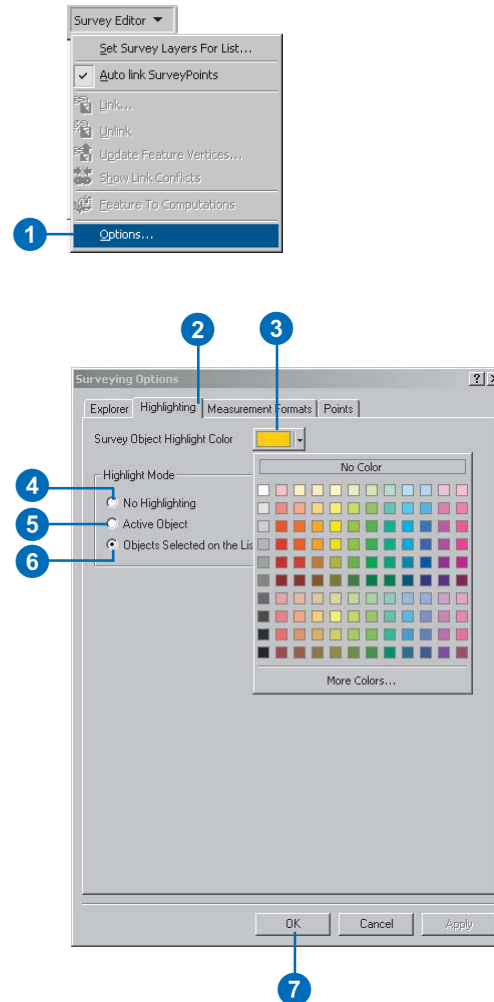 Survey Editor
Set Survey Layers For List...
Auto link SurveyPoints
Link...
Unlink
Update Feature Vertices...
Show Link Conflicts
Feature To Computations
1
Options...
2 3
Surveying Options
Explorer Highlighting Measurement Formats Points
Survey Object Highlight Color
No Color
Highlight Mode
4 No Highlighting
5 Active Object
6 Objects Selected on the Lis
More Colors...
OK Cancel Apply
7